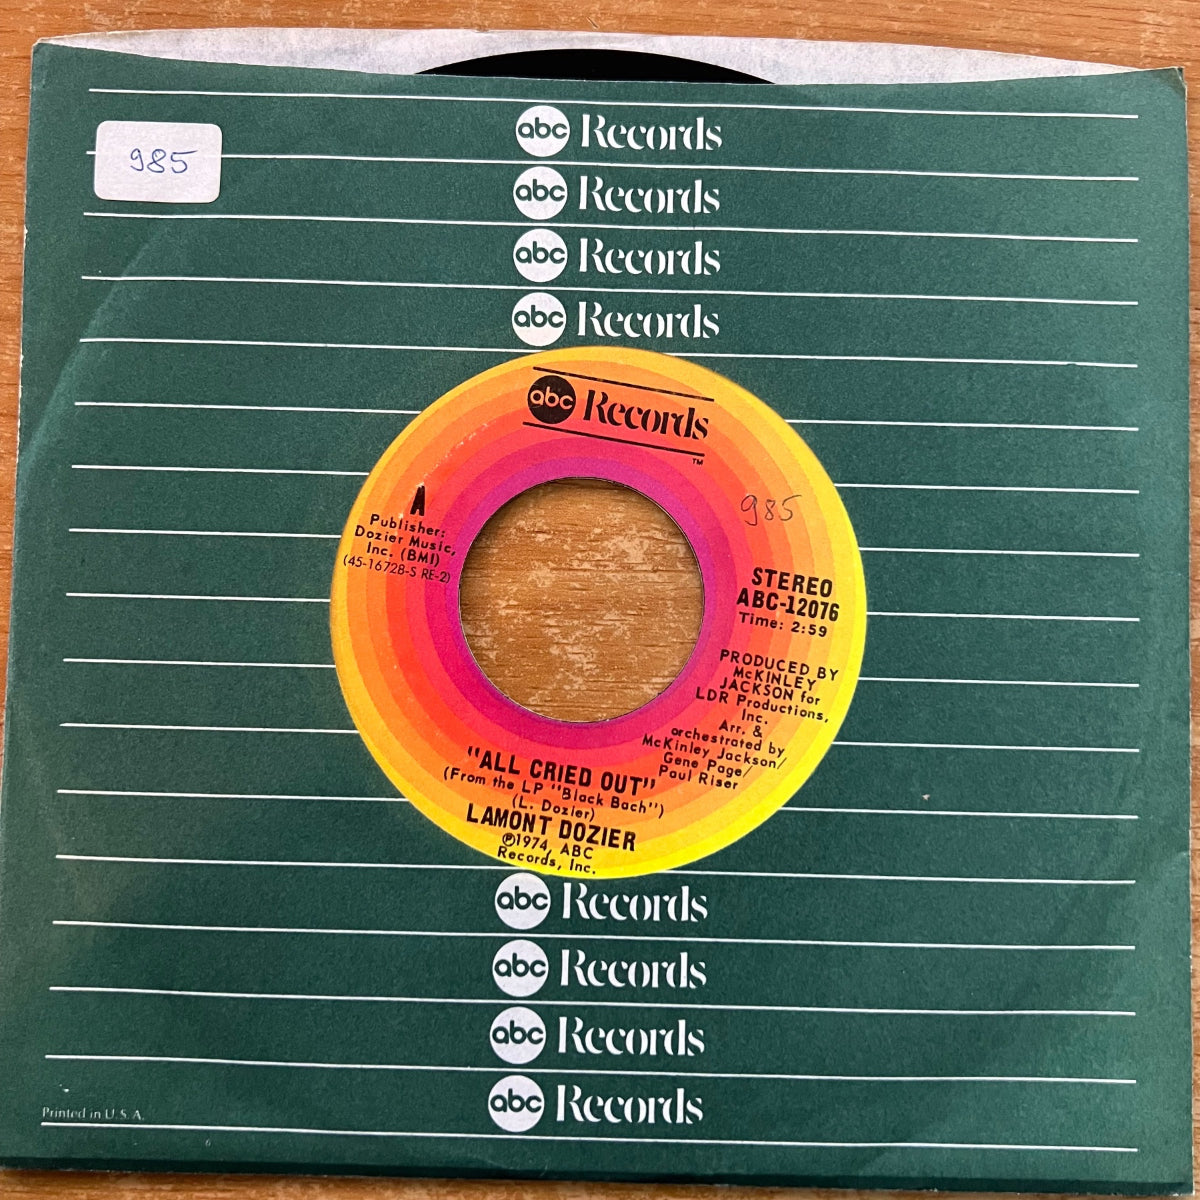 abc Records
985
abc Records
abc Records
abc Records
abc Records
TM
A
Publisher:
Dozier Music,
Inc. (BMI)
(45-16728-S RE-2)
985
STEREO
ABC-12076
Time: 2:59
PRODUCED BY
McKINLEY
JACKSON for
LDR Productions,
Inc.
Arr. &
orchestrated by
McKinley Jackson/
Gene Page/
Paul Riser
"ALL CRIED OUT"
(From the LP "Black Bach")
(L. Dozier)
LAMONT DOZIER
℗1974, ABC
Records, Inc.
abc Records
abc Records
abc Records
abc Records
Printed in U.S.A.
6